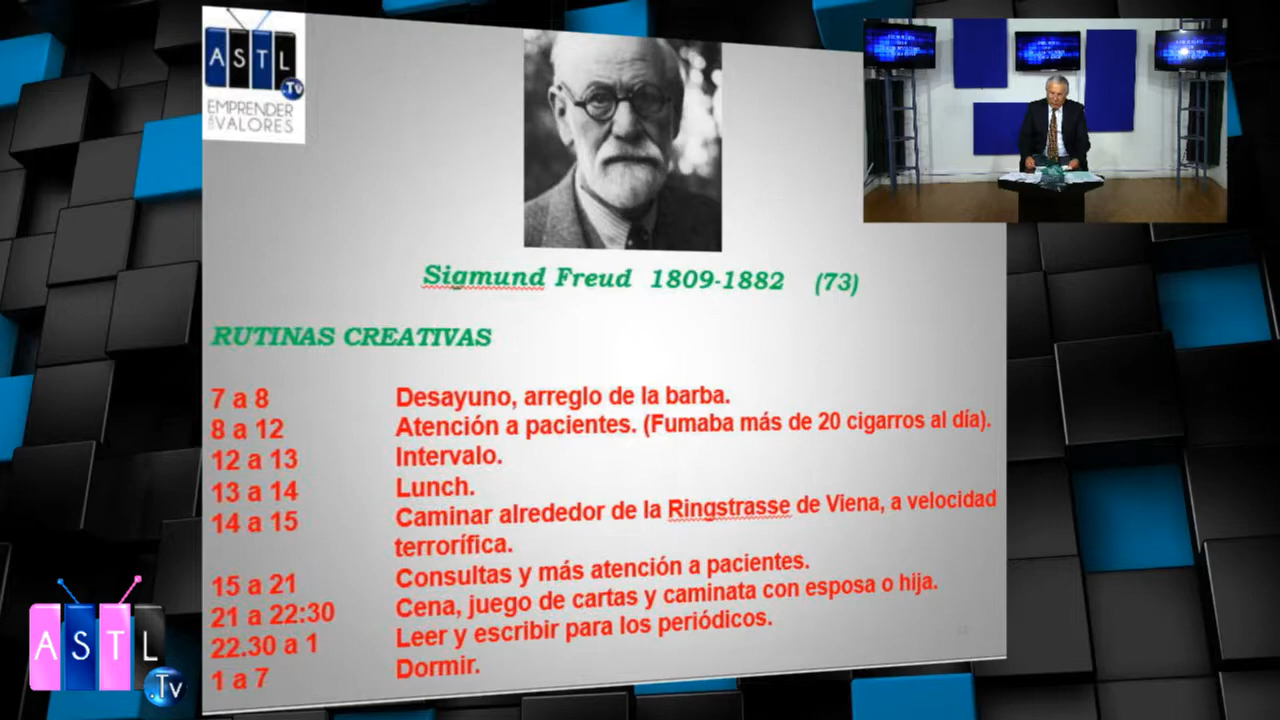 ASTL
.Tv
EMPRENDER
VALORES
Sigmund Freud 1809-1882 (73)
RUTINAS CREATIVAS
7 a 8 Desayuno, arreglo de la barba.
8 a 12 Atención a pacientes. (Fumaba más de 20 cigarros al día).
12 a 13 Intervalo.
13 a 14 Lunch.
14 a 15 Caminar alrededor de la Ringstrasse de Viena, a velocidad
terrorífica.
15 a 21 Consultas y más atención a pacientes.
21 a 22:30 Cena, juego de cartas y caminata con esposa o hija.
22.30 a 1 Leer y escribir para los periódicos.
1 a 7 Dormir.
ASTL
.Tv